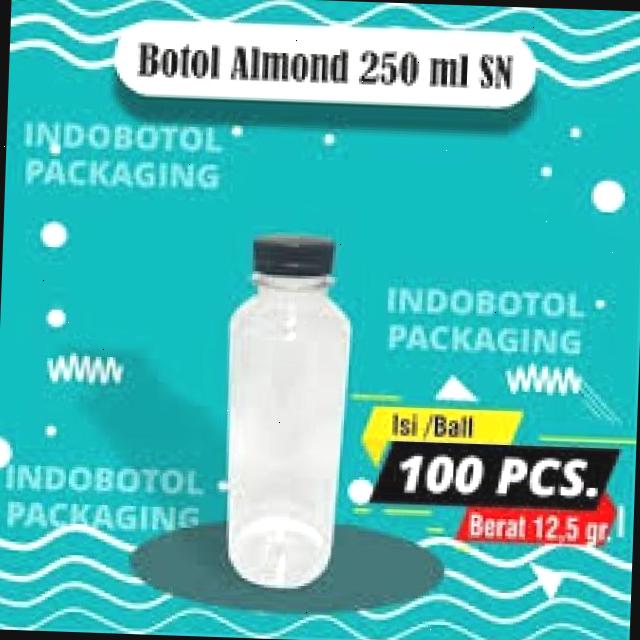 Botol Almond 250 ml SN
INDOBOTOL
PACKAGING
INDOBOTOL
PACKAGING
Isi /Ball
100 PCS.
INDOBOTOL
PACKAGING
Berat 12,5 gr.